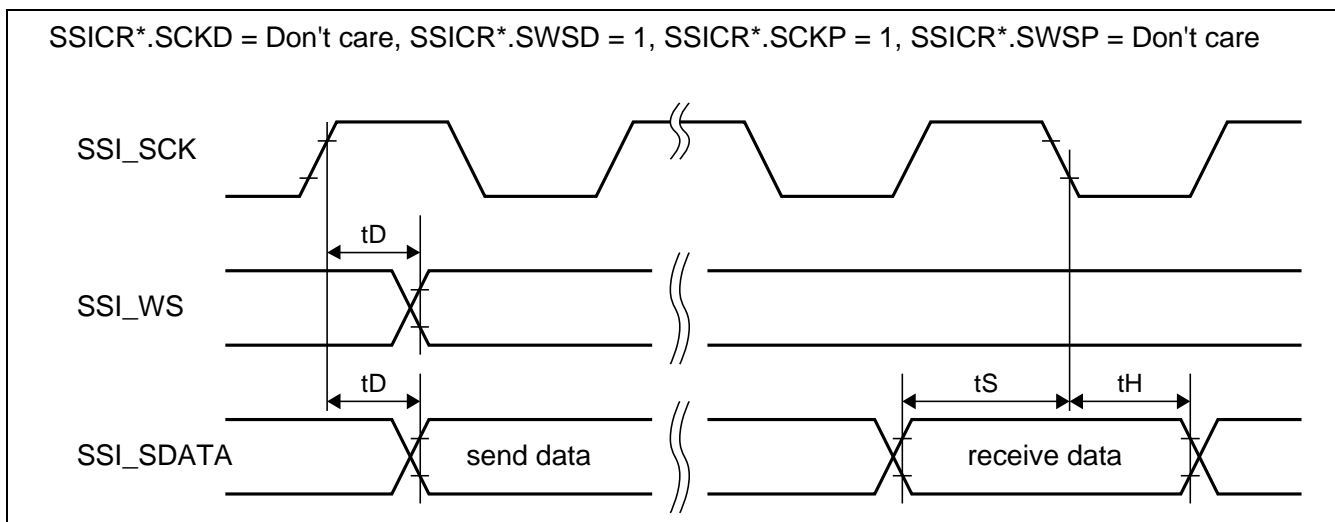 SSICR*.SCKD = Don't care, SSICR*.SWSD = 1, SSICR*.SCKP = 1, SSICR*.SWSP = Don't care
SSI_SCK
tD
SSI_WS
tD
tS
tH
SSI_SDATA
send data
receive data